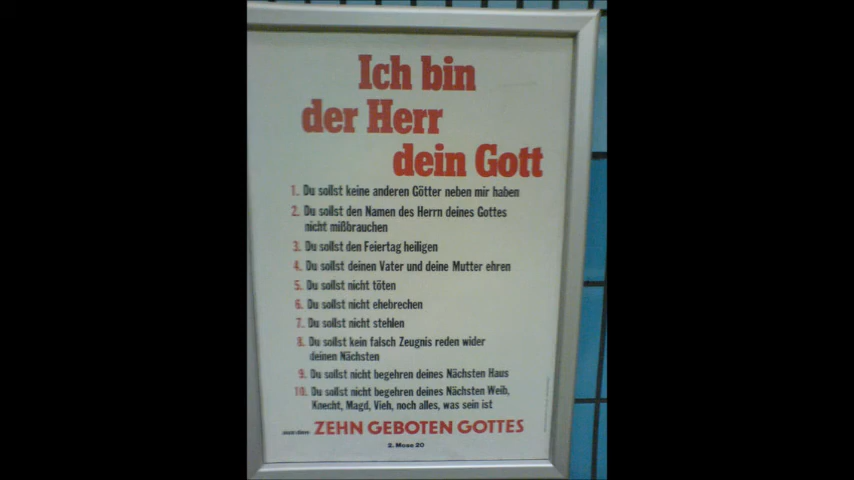 Ich bin
der Herr
dein Gott
1. Du sollst keine anderen Götter neben mir haben
2. Du sollst den Namen des Herrn deines Gottes
nicht mißbrauchen
3. Du sollst den Feiertag heiligen
4. Du sollst deinen Vater und deine Mutter ehren
5. Du sollst nicht töten
6. Du sollst nicht ehebrechen
7. Du sollst nicht stehlen
8. Du sollst kein falsch Zeugnis reden wider
deinen Nächsten
9. Du sollst nicht begehren deines Nächsten Haus
10. Du sollst nicht begehren deines Nächsten Weib,
Knecht, Magd, Vieh, noch alles, was sein ist
aus den ZEHN GEBOTEN GOTTES
2. Mose 20